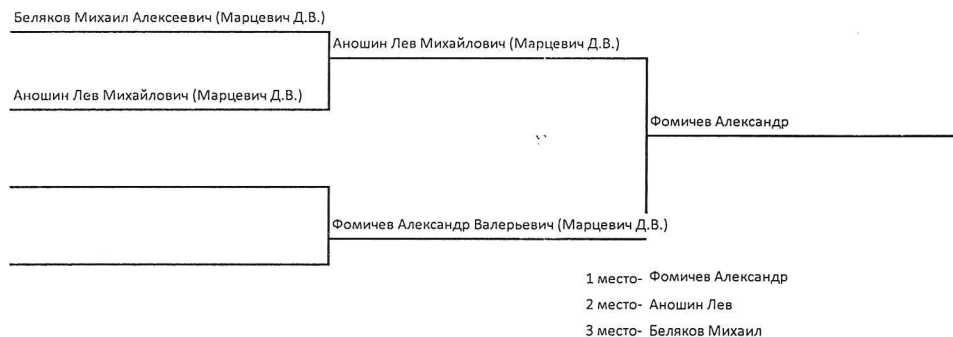 Беляков Михаил Алексеевич (Марцевич Д.В.)
Аношин Лев Михайлович (Марцевич Д.В.)
Аношин Лев Михайлович (Марцевич Д.В.)
Фомичев Александр
Фомичев Александр Валерьевич (Марцевич Д.В.)
1 место- Фомичев Александр
2 место- Аношин Лев
3 место- Беляков Михаил